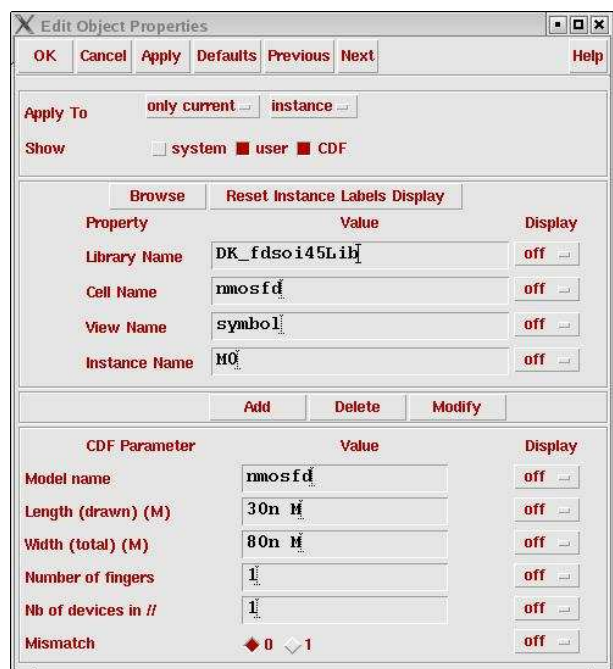 Edit Object Properties
OK Cancel Apply Defaults Previous Next Help
Apply To only current instance
Show system user CDF
Browse Reset Instance Labels Display
Property Value Display
Library Name DK_fdsoi45Lib off
Cell Name nmosfd off
View Name symbol off
Instance Name M0 off
Add Delete Modify
CDF Parameter Value Display
Model name nmosfd off
Length (drawn) (M) 30n M off
Width (total) (M) 80n M off
Number of fingers 1 off
Nb of devices in // 1 off
Mismatch 0 1 off